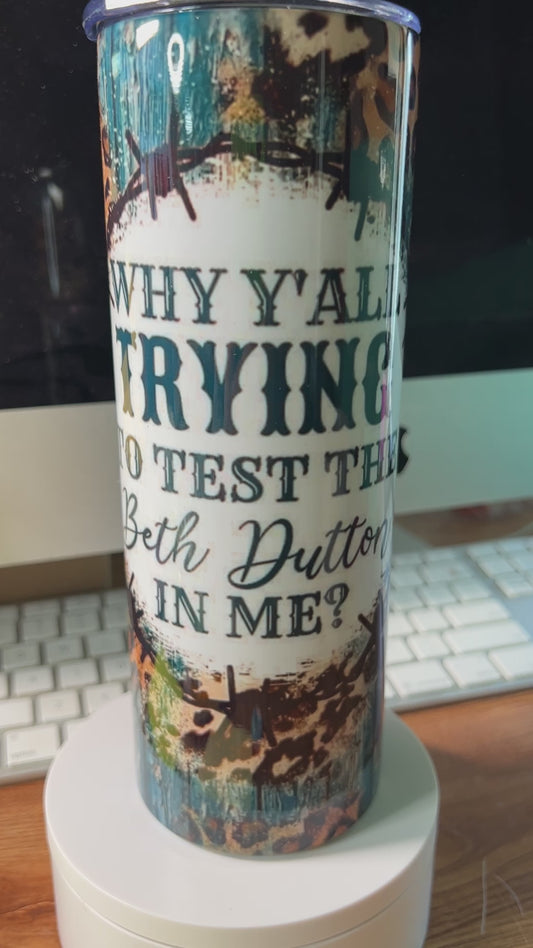 WHY Y'ALL
TRYING
TO TEST THE
Beth Dutton
IN ME?